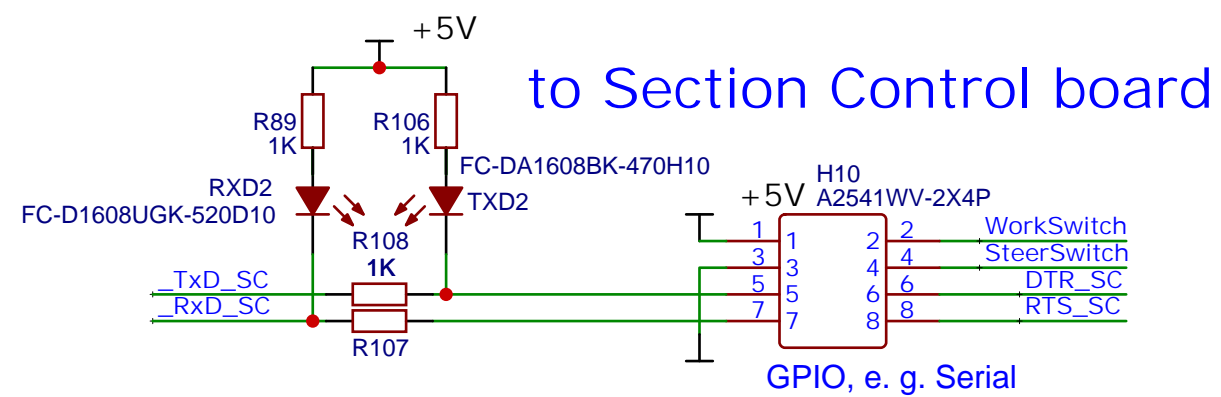 +5V
to Section Control board
R89
1K
R106
1K
FC-DA1608BK-470H10
RXD2
FC-D1608UGK-520D10
TXD2
H10
+5V A2541WV-2X4P
R108
1K
_TxD_SC
_RxD_SC
R107
1 1 2 2 WorkSwitch
3 3 4 4 SteerSwitch
5 5 6 6 DTR_SC
7 7 8 8 RTS_SC
GPIO, e. g. Serial